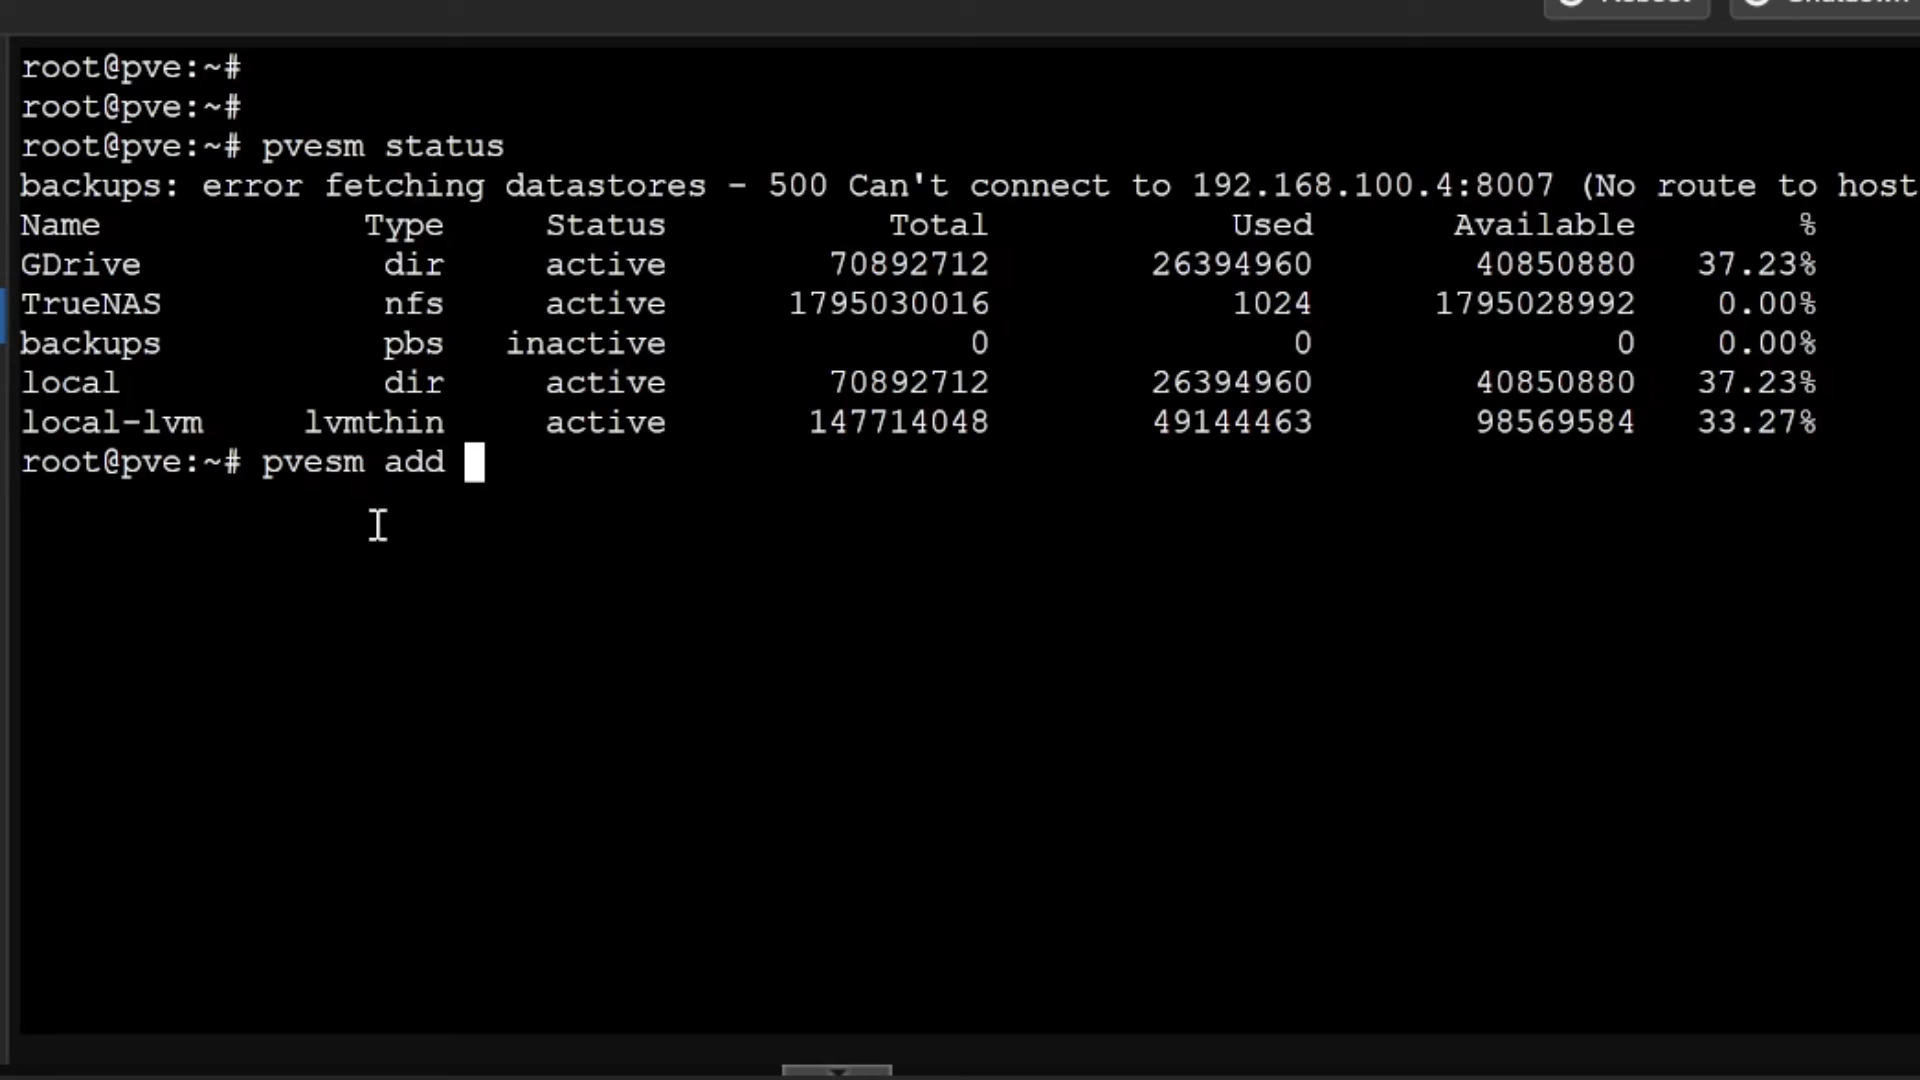 root@pve:~#
root@pve:~#
root@pve:~# pvesm status
backups: error fetching datastores - 500 Can't connect to 192.168.100.4:8007 (No route to host
Name Type Status Total Used Available %
GDrive dir active 70892712 26394960 40850880 37.23%
TrueNAS nfs active 1795030016 1024 1795028992 0.00%
backups pbs inactive 0 0 0 0.00%
local dir active 70892712 26394960 40850880 37.23%
local-lvm lvmthin active 147714048 49144463 98569584 33.27%
root@pve:~# pvesm add